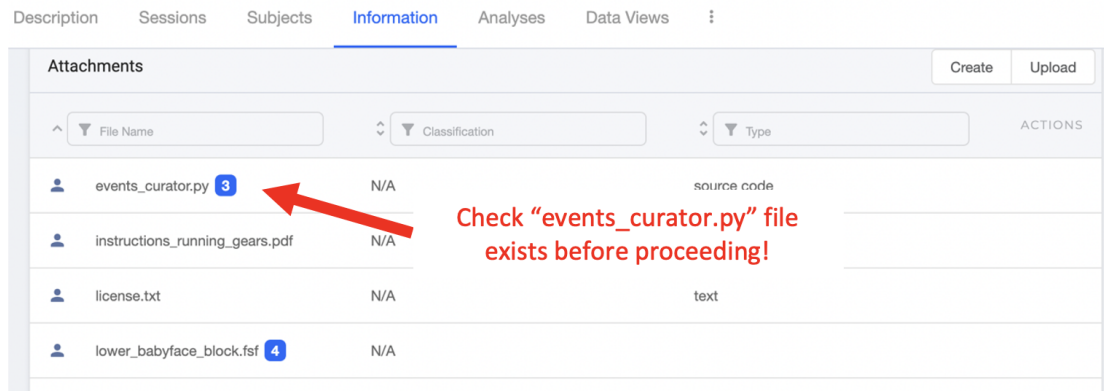 Description Sessions Subjects Information Analyses Data Views
Attachments Create Upload
File Name Classification Type ACTIONS
events_curator.py 3 N/A source code
Check “events_curator.py” file
exists before proceeding!
instructions_running_gears.pdf N/A
license.txt N/A text
lower_babyface_block.fsf 4 N/A